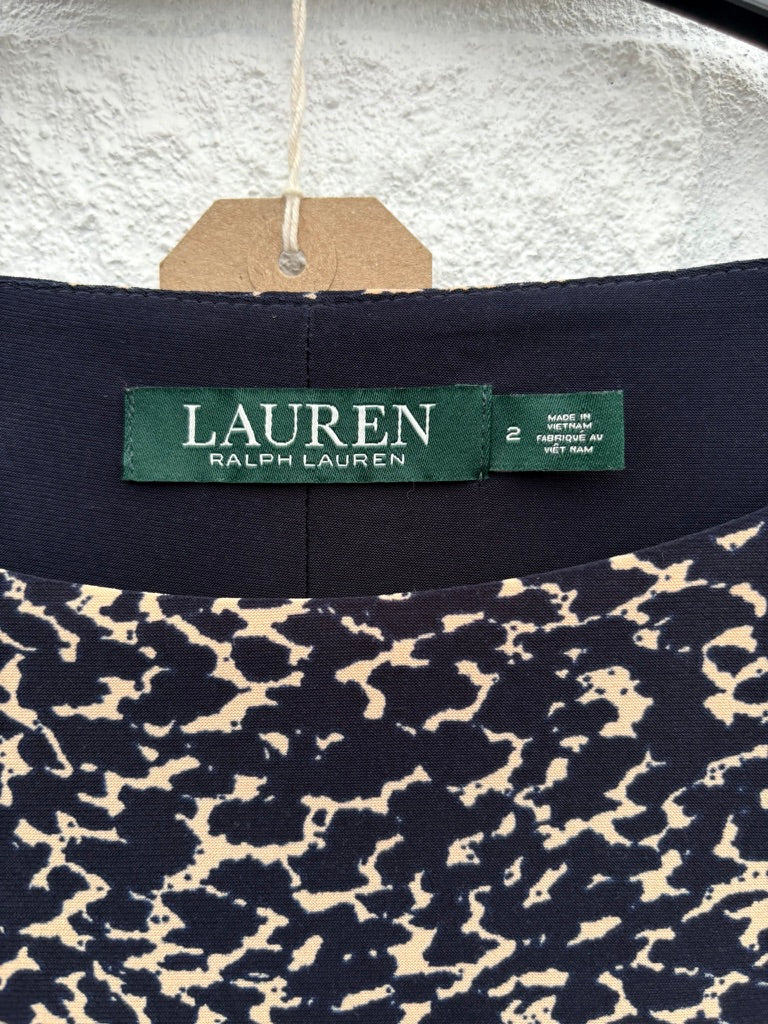 LAUREN
RALPH LAUREN
2
MADE IN
VIETNAM
FABRIQUÉ AU
VIÊT NAM